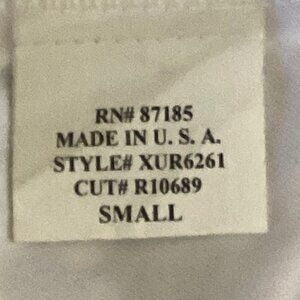 RN# 87185
MADE IN U. S. A.
STYLE# XUR6261
CUT# R10689
SMALL